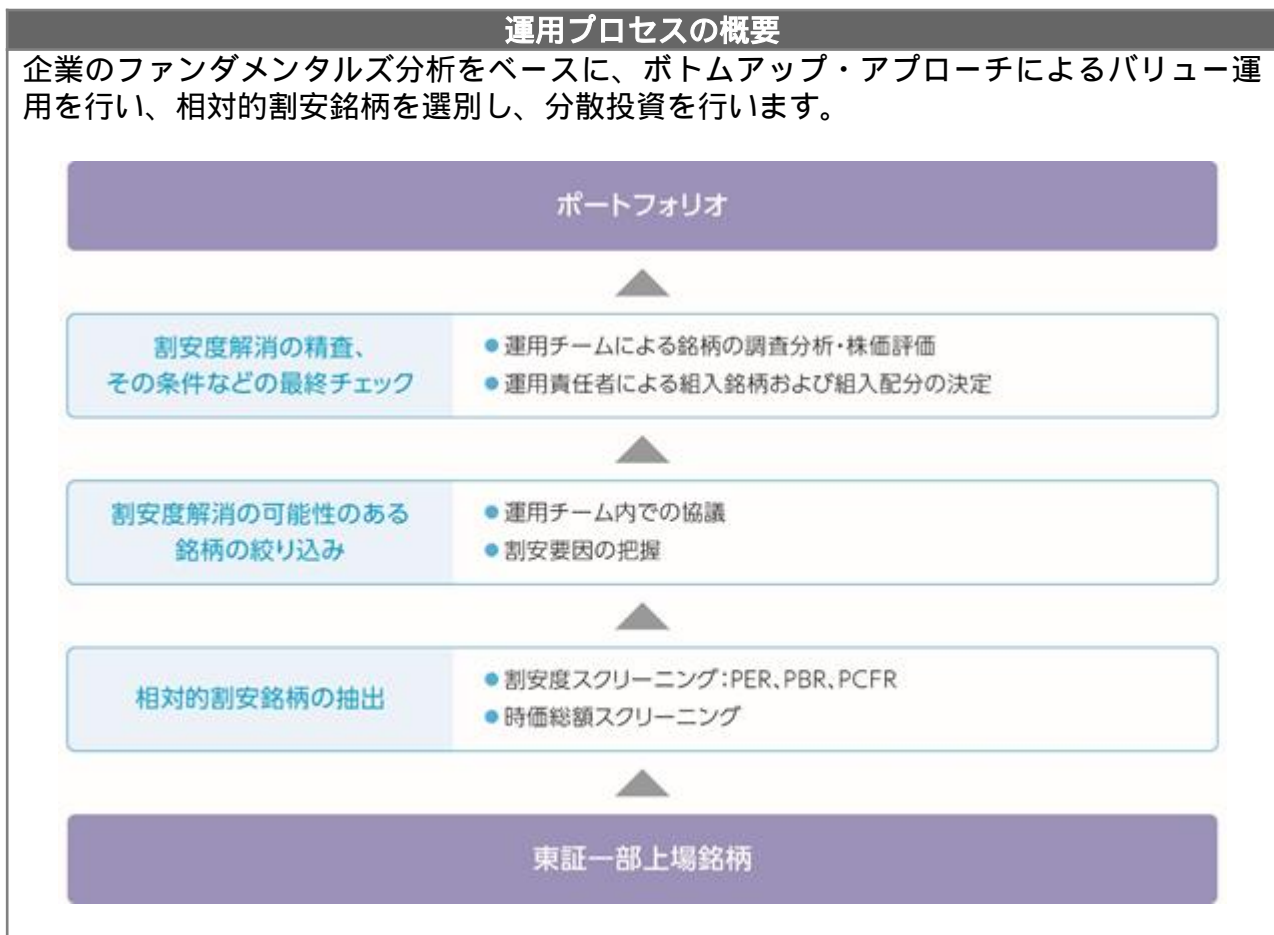 運用プロセスの概要
企業のファンダメンタルズ分析をベースに、ボトムアップ・アプローチによるバリュー運
用を行い、相対的割安銘柄を選別し、分散投資を行います。
ポートフォリオ
割安度解消の精査、
その条件などの最終チェック
●運用チームによる銘柄の調査分析・株価評価
●運用責任者による組入銘柄および組入配分の決定
割安度解消の可能性のある
銘柄の絞り込み
●運用チーム内での協議
●割安要因の把握
相対的割安銘柄の抽出
●割安度スクリーニング:PER、PBR、PCFR
●時価総額スクリーニング
東証一部上場銘柄